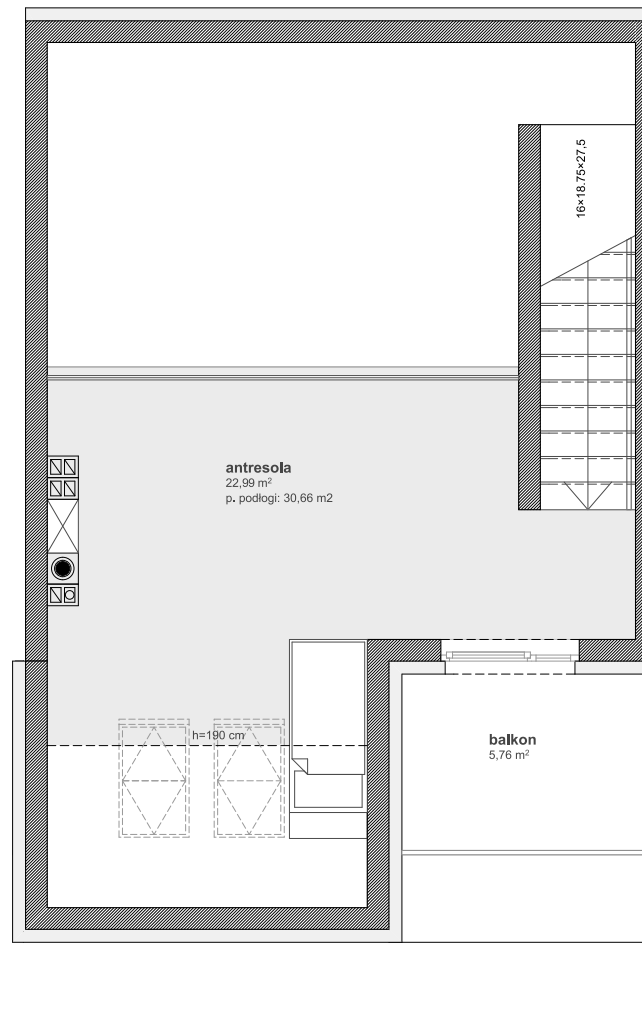 16×18.75×27,5
antresola
22,99 m²
p. podłogi: 30,66 m2
h=190 cm
balkon
5,76 m²